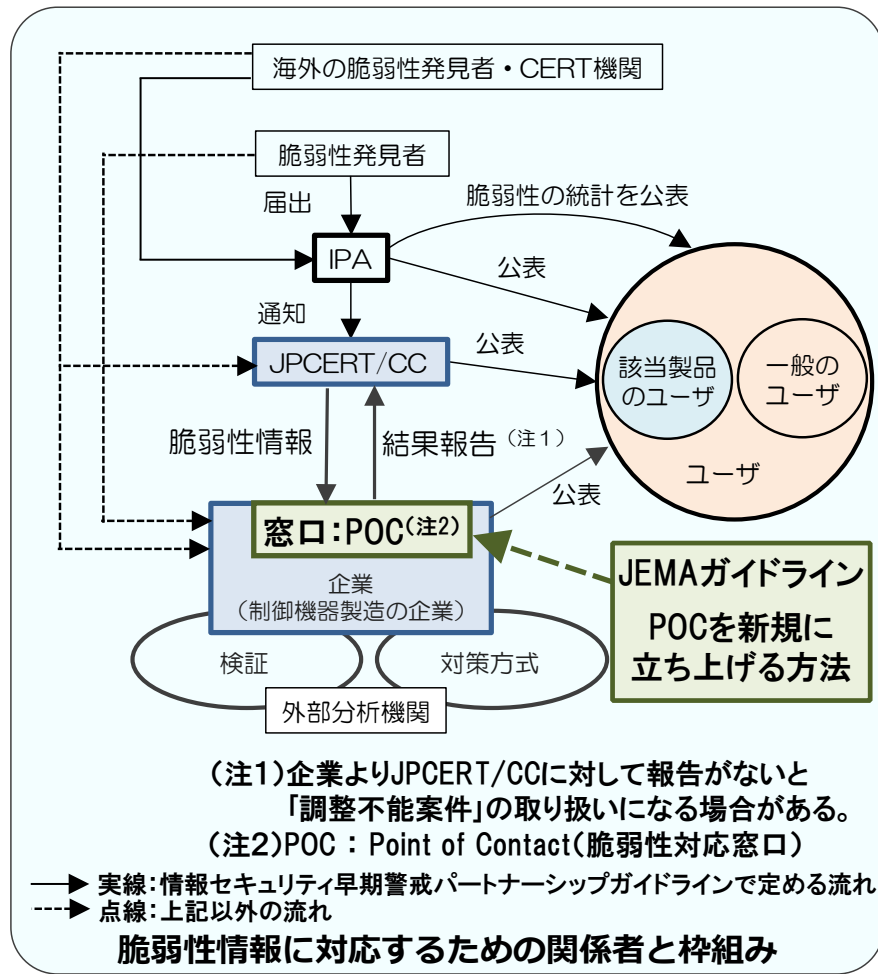 海外の脆弱性発見者・CERT機関
脆弱性発見者
届出
脆弱性の統計を公表
IPA
公表
通知
JPCERT/CC
公表
該当製品
のユーザ
一般の
ユーザ
脆弱性情報
結果報告(注1)
ユーザ
公表
窓口:POC(注2)
企業
(制御機器製造の企業)
JEMAガイドライン
POCを新規に
立ち上げる方法
検証
対策方式
外部分析機関
(注1)企業よりJPCERT/CCに対して報告がないと
「調整不能案件」の取り扱いになる場合がある。
(注2)POC : Point of Contact(脆弱性対応窓口)
実線:情報セキュリティ早期警戒パートナーシップガイドラインで定める流れ
点線:上記以外の流れ
脆弱性情報に対応するための関係者と枠組み